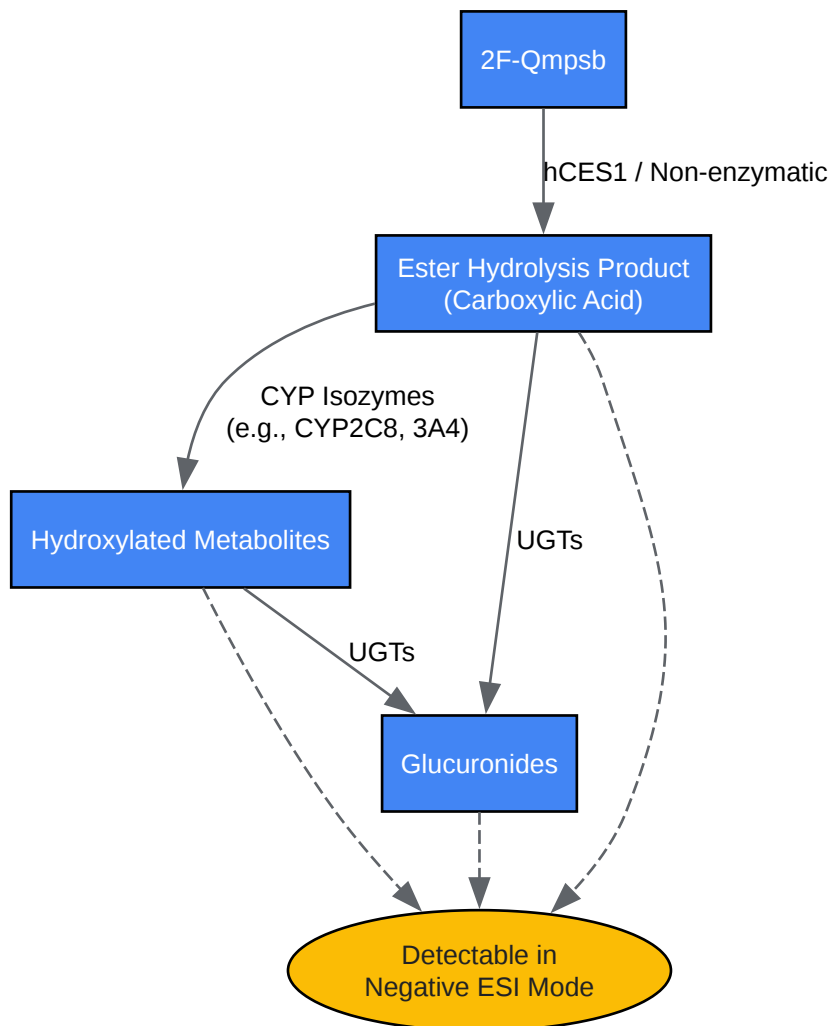 2F-Qmpsb
hCES1 / Non-enzymatic
Ester Hydrolysis Product
(Carboxylic Acid)
CYP Isozymes
(e.g., CYP2C8, 3A4)
Hydroxylated Metabolites
UGTs
UGTs
Glucuronides
Detectable in
Negative ESI Mode